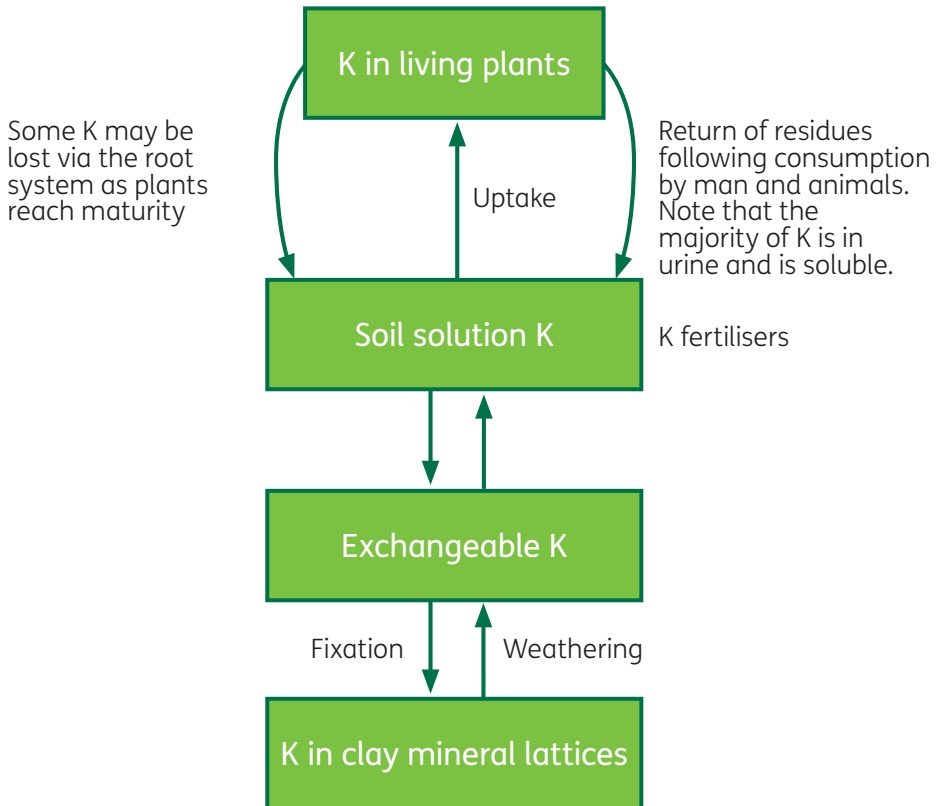 K in living plants
Some K may be
lost via the root
system as plants
reach maturity
Return of residues
following consumption
by man and animals.
Note that the
majority of K is in
urine and is soluble.
Uptake
Soil solution K
K fertilisers
Exchangeable K
Fixation
Weathering
K in clay mineral lattices